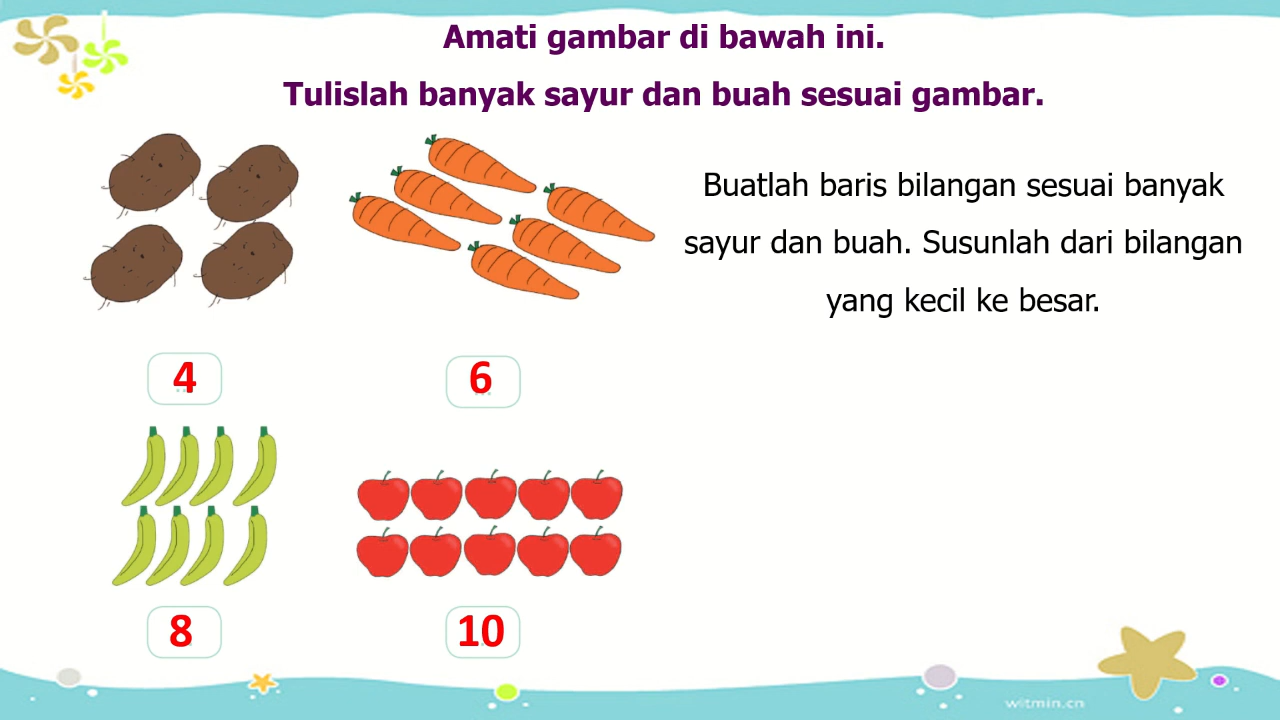 Amati gambar di bawah ini.
Tulislah banyak sayur dan buah sesuai gambar.
Buatlah baris bilangan sesuai banyak
sayur dan buah. Susunlah dari bilangan
yang kecil ke besar.
4
6
8
10
witmin.cn